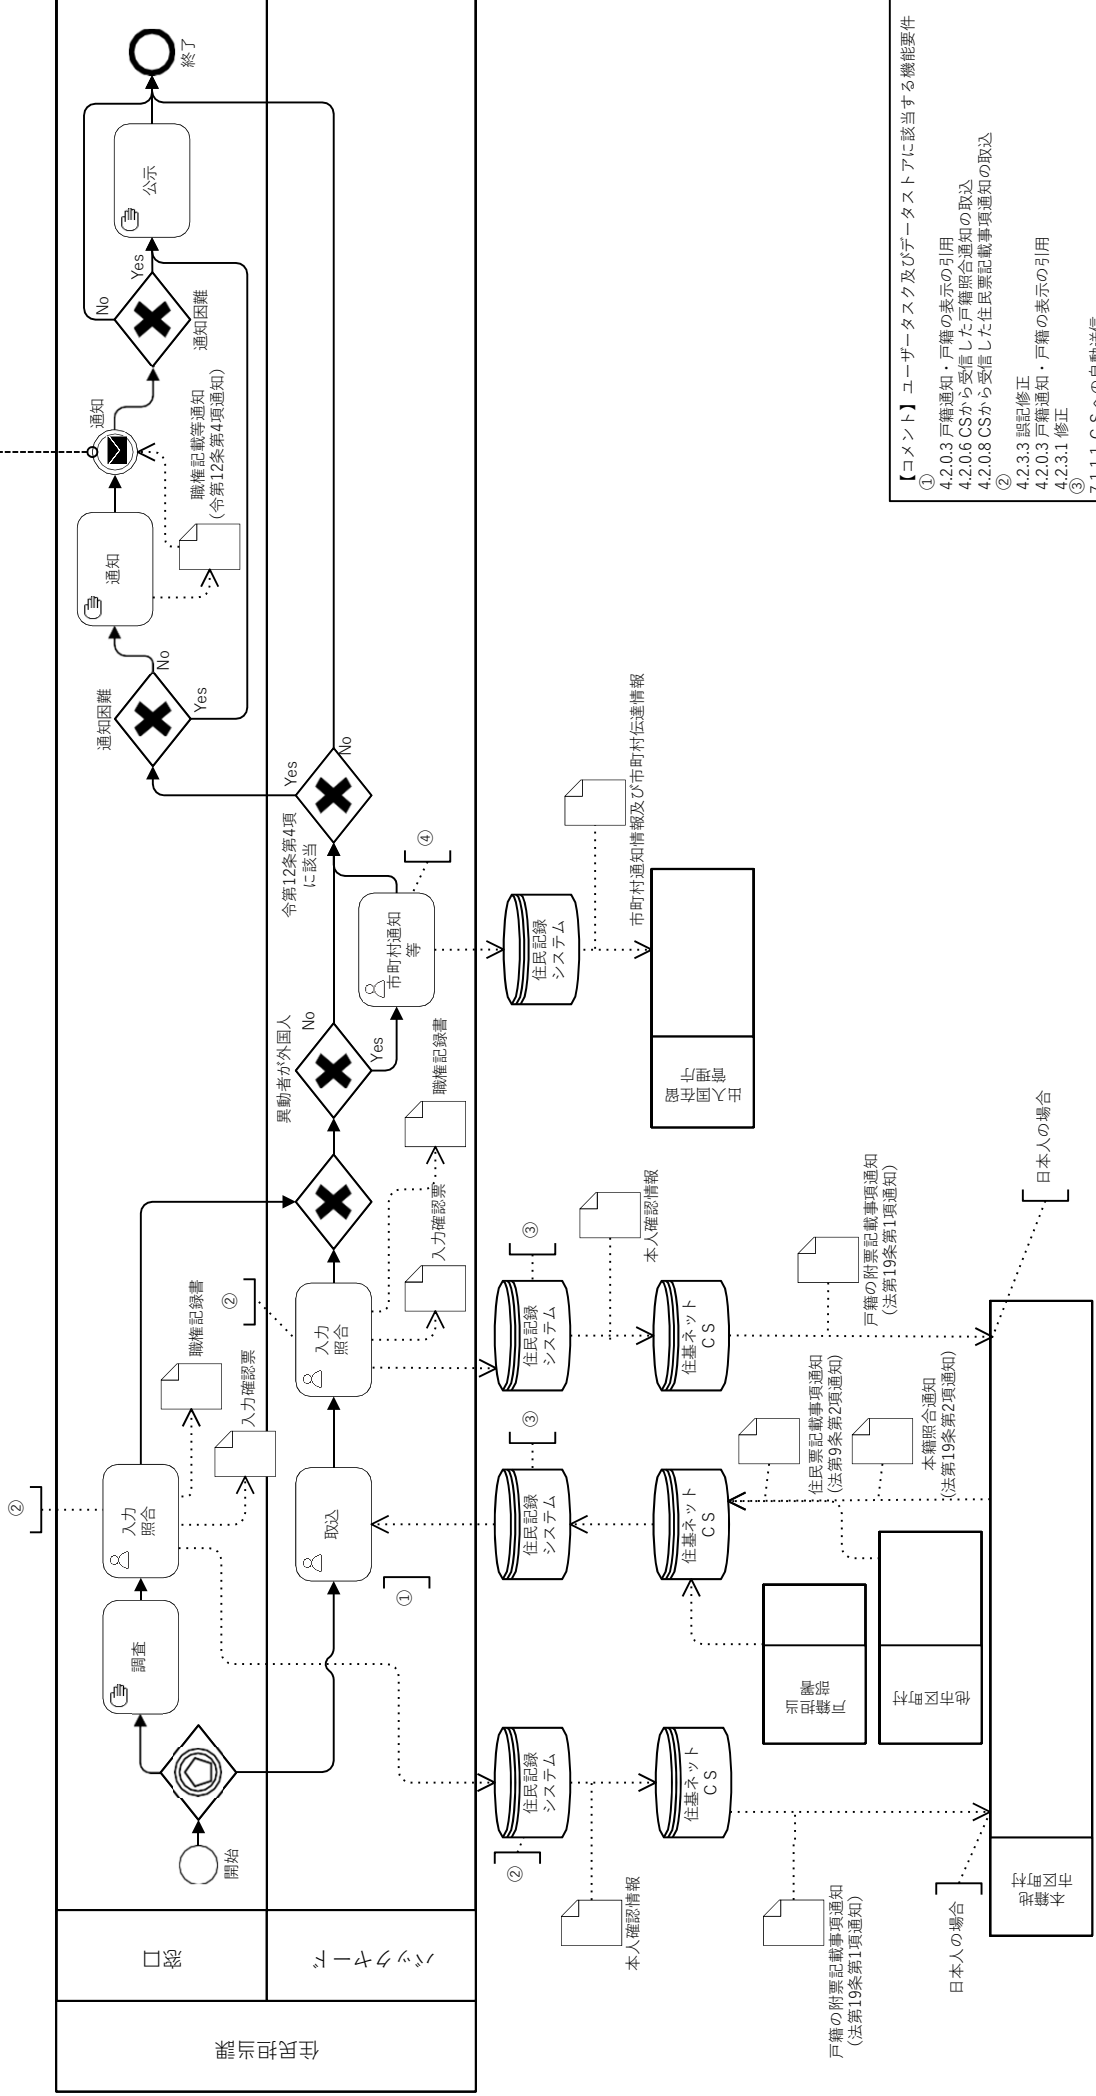 住民担当課
窓口
バックヤード
開始
調査
入力
照合
②
職権記録書
入力確認票
通知困難
No
Yes
通知
通知
職権記載等通知
(令第12条第4項通知)
通知困難
No
Yes
公示
終了
取込
①
入力
照合
②
入力確認票
職権記録書
異動者が外国人
No
Yes
市町村通知
等
④
令第12条第4項
に該当
Yes
No
住民記録
システム
②
本人確認情報
住基ネット
CS
戸籍の附票記載事項通知
(法第19条第1項通知)
日本人の場合
住民記録
システム
③
住基ネット
CS
戸籍担当
部署
他市区町村
住民票記載事項通知
(法第9条第2項通知)
本籍照合通知
(法第19条第2項通知)
住民記録
システム
③
本人確認情報
住基ネット
CS
戸籍の附票記載事項通知
(法第19条第1項通知)
日本人の場合
本籍地
市区町村
住民記録
システム
市町村通知情報及び市町村伝達情報
出入国在留
管理庁
【コメント】ユーザータスク及びデータストアに該当する機能要件
①
4.2.0.3 戸籍通知・戸籍の表示の引用
4.2.0.6 CSから受信した戸籍照合通知の取込
4.2.0.8 CSから受信した住民票記載事項通知の取込
②
4.2.3.3 誤記修正
4.2.0.3 戸籍通知・戸籍の表示の引用
4.2.3.1 修正
③